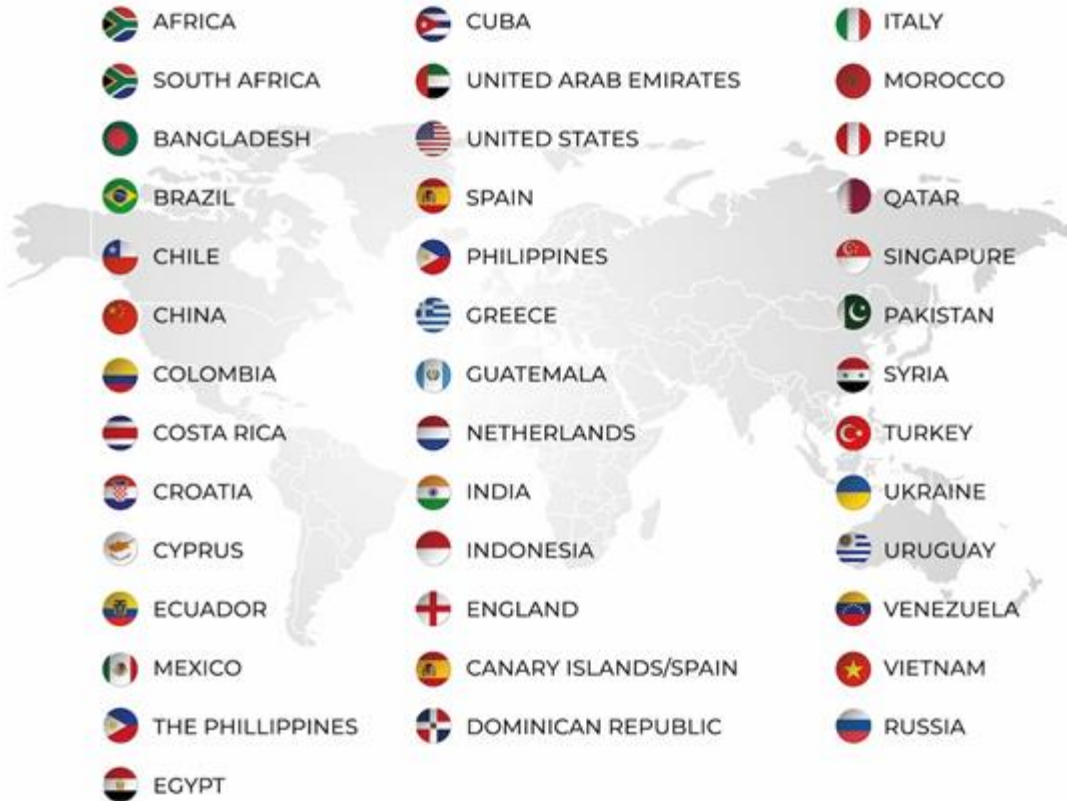 AFRICA
SOUTH AFRICA
BANGLADESH
BRAZIL
CHILE
CHINA
COLOMBIA
COSTA RICA
CROATIA
CYPRUS
ECUADOR
MEXICO
THE PHILLIPPINES
EGYPT
CUBA
UNITED ARAB EMIRATES
UNITED STATES
SPAIN
PHILIPPINES
GREECE
GUATEMALA
NETHERLANDS
INDIA
INDONESIA
ENGLAND
CANARY ISLANDS/SPAIN
DOMINICAN REPUBLIC
ITALY
MOROCCO
PERU
QATAR
SINGAPURE
PAKISTAN
SYRIA
TURKEY
UKRAINE
URUGUAY
VENEZUELA
VIETNAM
RUSSIA